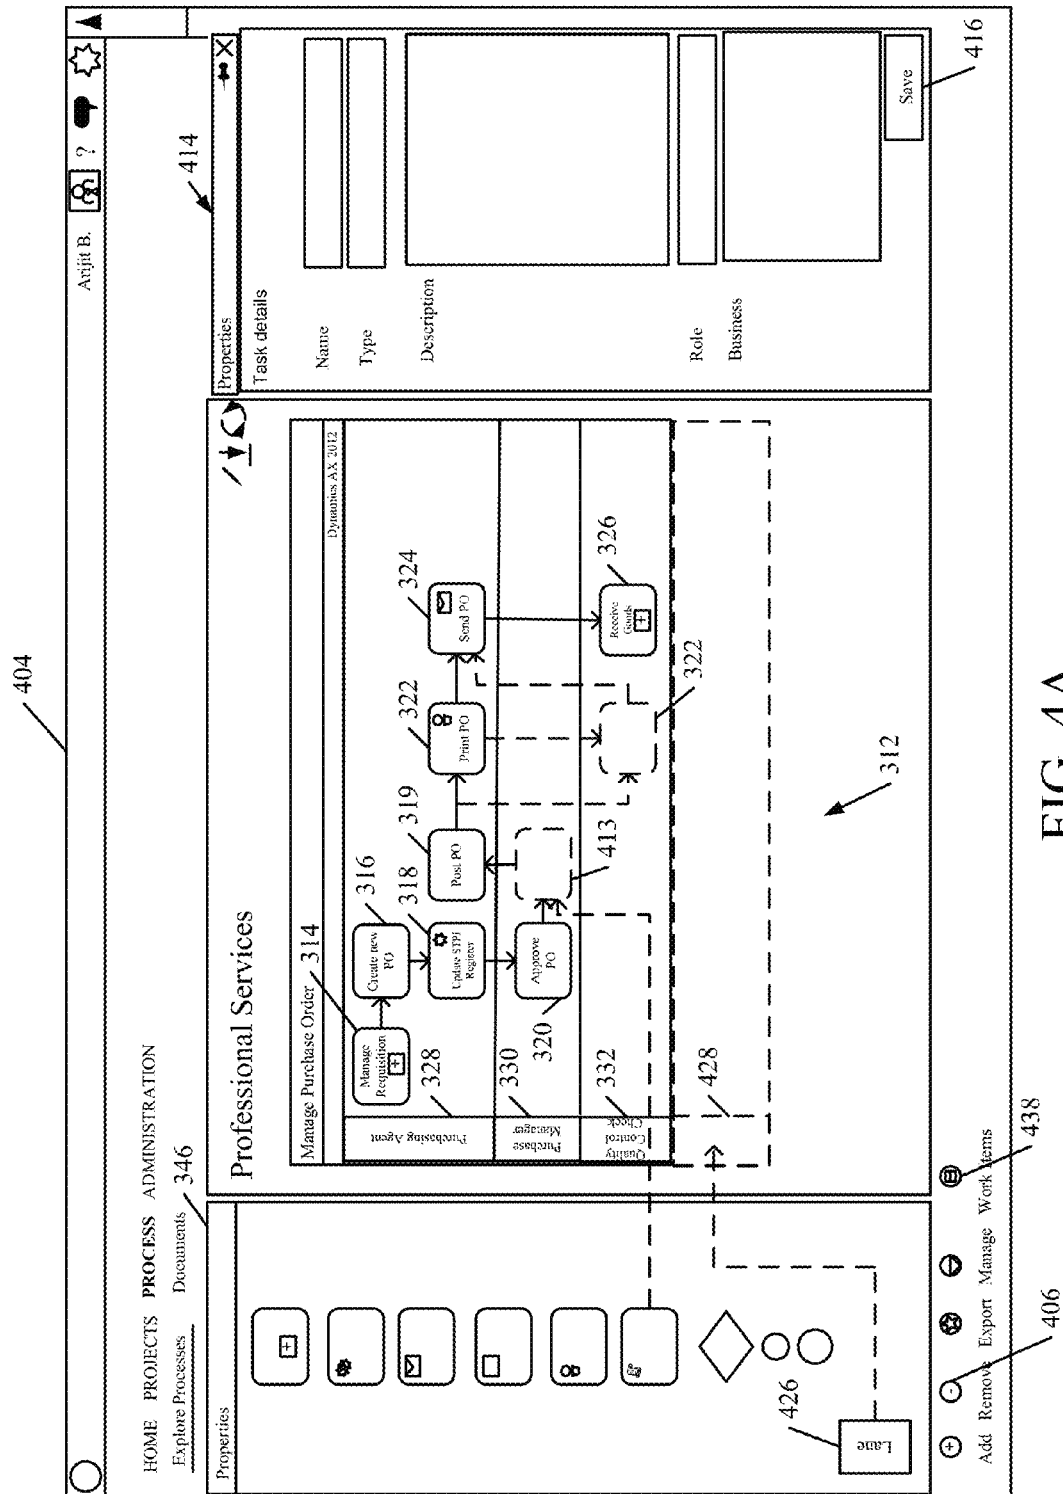 404
Arijit B. ?
HOME PROJECTS PROCESS ADMINISTRATION
Explore Processes Documents 346
Properties
Lane
426
Add Remove Export Manage Work Items
406
438
Professional Services
Manage Purchase Order 314
Dynamics AX 2012
Purchasing Agent
328
Purchase Manager
330
Quality Control Check
332
428
Manage Requisition
Create new PO
316
Update STPJ Register
318
Post PO
319
Print PO
322
Send PO
324
Approve PO
320
413
322
Receive Goods
326
312
414
Properties
Task details
Name
Type
Description
Role
Business
Save
416
FIG. 4A